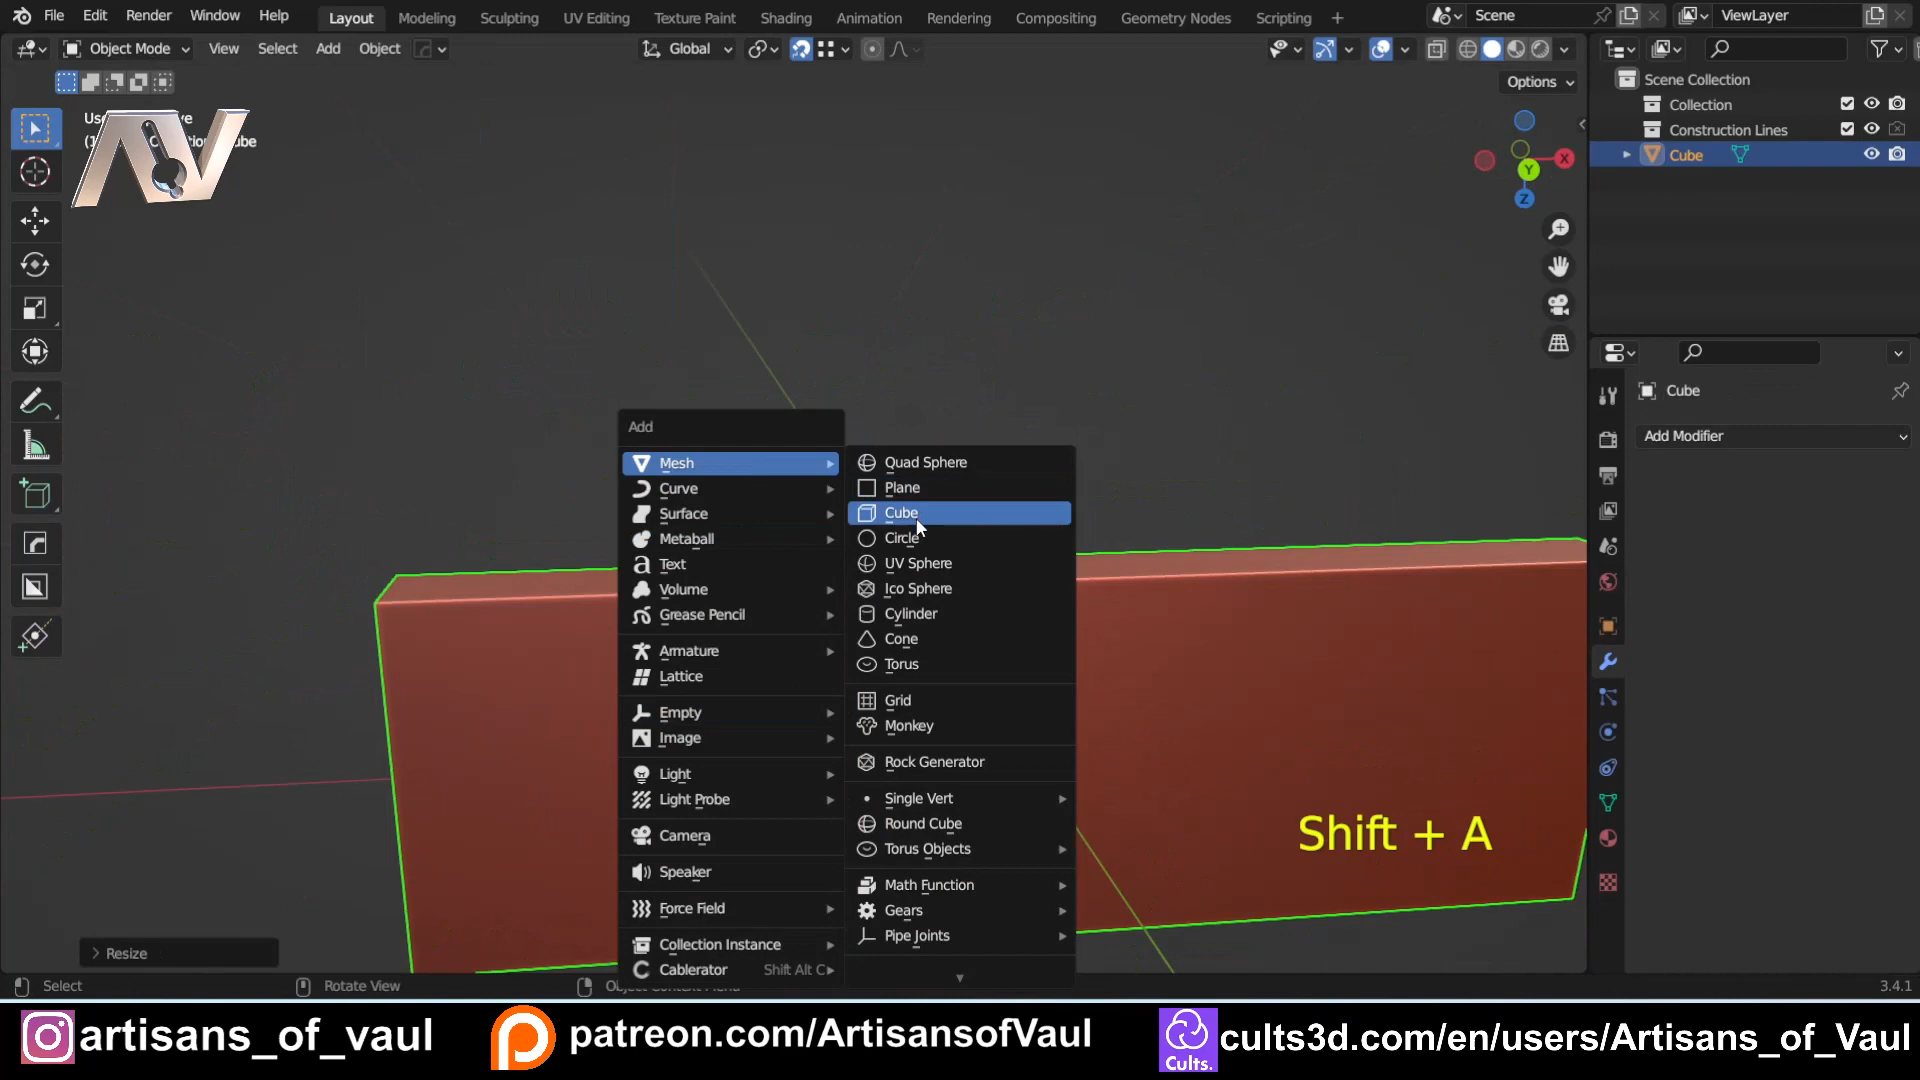 File Edit Render Window Help Layout Modeling Sculpting UV Editing Texture Paint Shading Animation Rendering Compositing Geometry Nodes Scripting + Scene ViewLayer
Object Mode View Select Add Object Global
Options
Scene Collection
Collection
Construction Lines
Cube
X
Y
Z
Cube
Add Modifier
Add
Mesh
Curve
Surface
Metaball
Text
Volume
Grease Pencil
Armature
Lattice
Empty
Image
Light
Light Probe
Camera
Speaker
Force Field
Collection Instance
Cablerator Shift Alt C
Quad Sphere
Plane
Cube
Circle
UV Sphere
Ico Sphere
Cylinder
Cone
Torus
Grid
Monkey
Rock Generator
Single Vert
Round Cube
Torus Objects
Math Function
Gears
Pipe Joints
Shift + A
Resize
Select Rotate View 3.4.1
artisans_of_vaul patreon.com/ArtisansofVaul Cults. cults3d.com/en/users/Artisans_of_Vaul